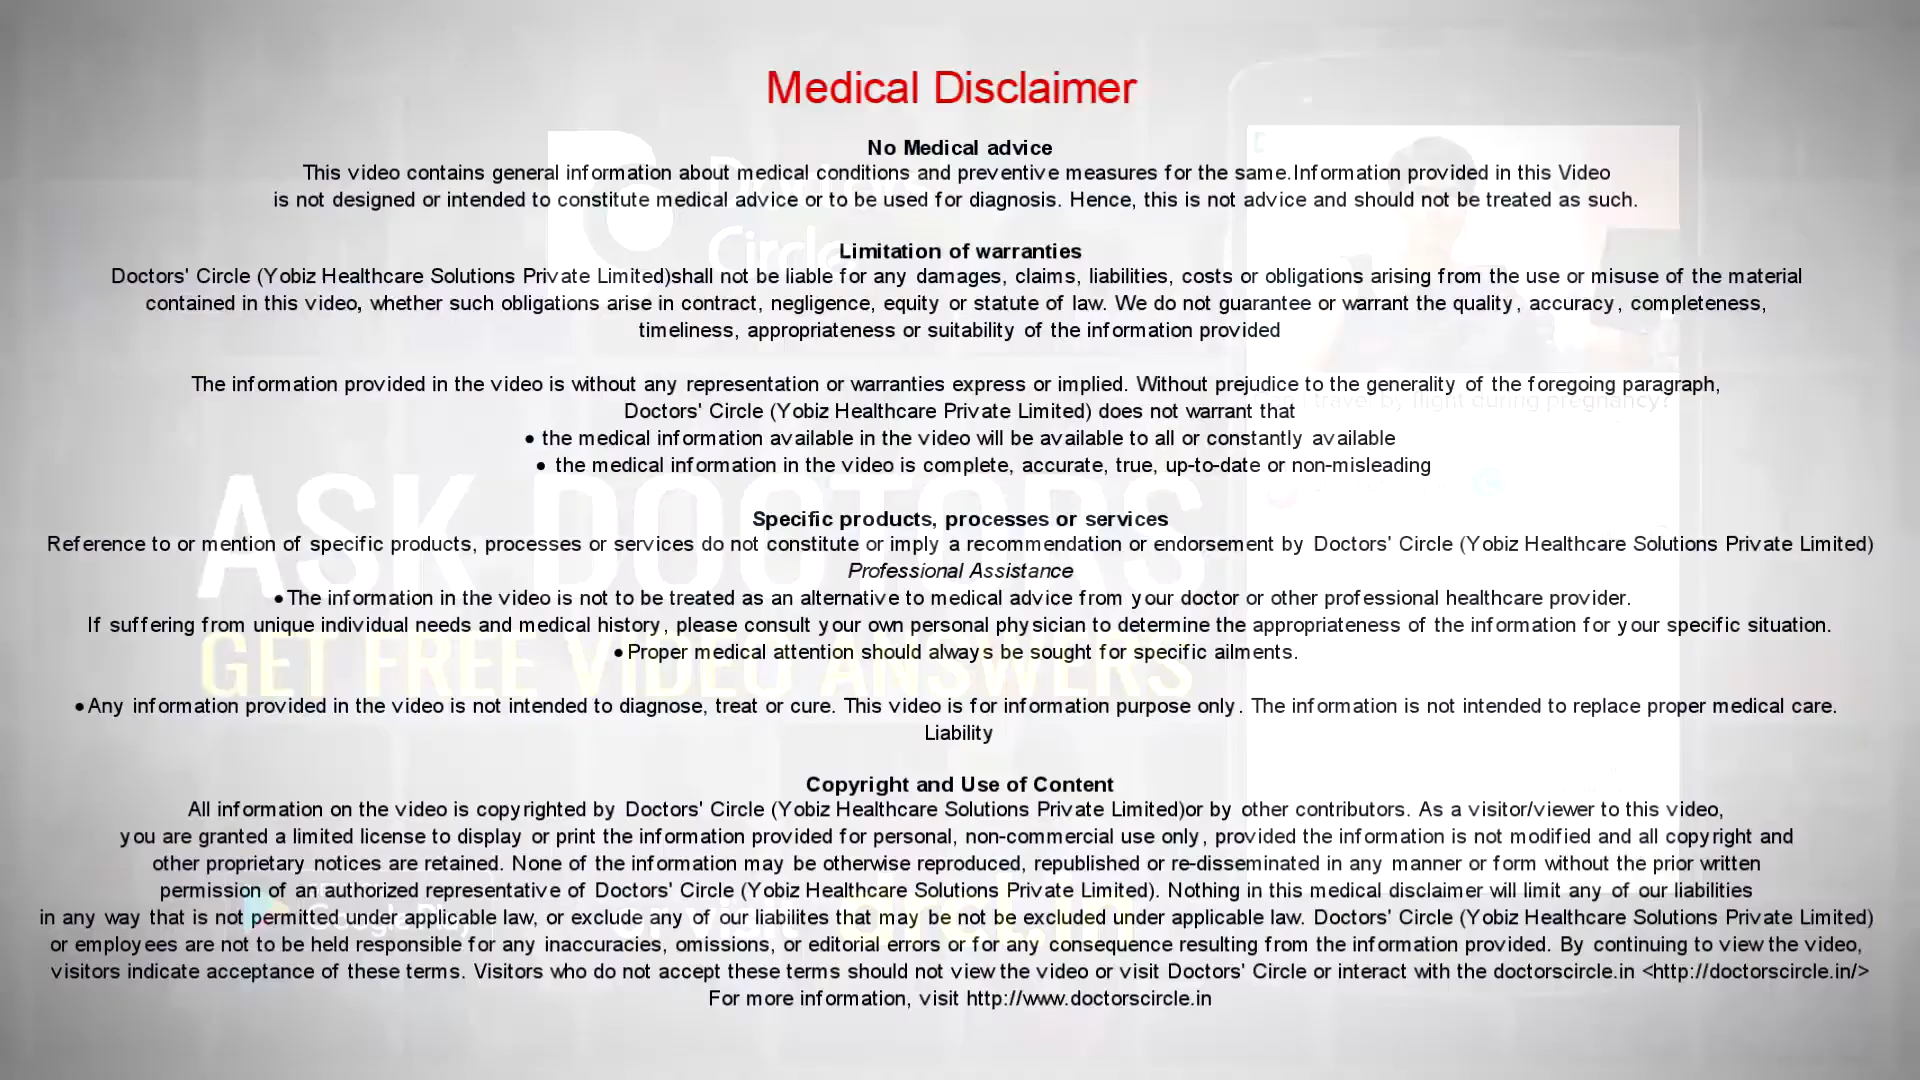 Medical Disclaimer
No Medical advice
This video contains general information about medical conditions and preventive measures for the same.Information provided in this Video
is not designed or intended to constitute medical advice or to be used for diagnosis. Hence, this is not advice and should not be treated as such.
Limitation of warranties
Doctors' Circle (Yobiz Healthcare Solutions Private Limited)shall not be liable for any damages, claims, liabilities, costs or obligations arising from the use or misuse of the material
contained in this video, whether such obligations arise in contract, negligence, equity or statute of law. We do not guarantee or warrant the quality, accuracy, completeness,
timeliness, appropriateness or suitability of the information provided
The information provided in the video is without any representation or warranties express or implied. Without prejudice to the generality of the foregoing paragraph,
Doctors' Circle (Yobiz Healthcare Private Limited) does not warrant that
• the medical information available in the video will be available to all or constantly available
• the medical information in the video is complete, accurate, true, up-to-date or non-misleading
Specific products, processes or services
Reference to or mention of specific products, processes or services do not constitute or imply a recommendation or endorsement by Doctors' Circle (Yobiz Healthcare Solutions Private Limited)
Professional Assistance
•The information in the video is not to be treated as an alternative to medical advice from your doctor or other professional healthcare provider.
If suffering from unique individual needs and medical history, please consult your own personal physician to determine the appropriateness of the information for your specific situation.
•Proper medical attention should always be sought for specific ailments.
•Any information provided in the video is not intended to diagnose, treat or cure. This video is for information purpose only. The information is not intended to replace proper medical care.
Liability
Copyright and Use of Content
All information on the video is copyrighted by Doctors' Circle (Yobiz Healthcare Solutions Private Limited)or by other contributors. As a visitor/viewer to this video,
you are granted a limited license to display or print the information provided for personal, non-commercial use only, provided the information is not modified and all copyright and
other proprietary notices are retained. None of the information may be otherwise reproduced, republished or re-disseminated in any manner or form without the prior written
permission of an authorized representative of Doctors' Circle (Yobiz Healthcare Solutions Private Limited). Nothing in this medical disclaimer will limit any of our liabilities
in any way that is not permitted under applicable law, or exclude any of our liabilites that may be not be excluded under applicable law. Doctors' Circle (Yobiz Healthcare Solutions Private Limited)
or employees are not to be held responsible for any inaccuracies, omissions, or editorial errors or for any consequence resulting from the information provided. By continuing to view the video,
visitors indicate acceptance of these terms. Visitors who do not accept these terms should not view the video or visit Doctors' Circle or interact with the doctorscircle.in <http://doctorscircle.in/>
For more information, visit http://www.doctorscircle.in
Doctors'
Circle
Can I travel by flight during pregnancy?
ASK DOCTORS
GET FREE VIDEO ANSWERS
Google Play
or visit drcl.in